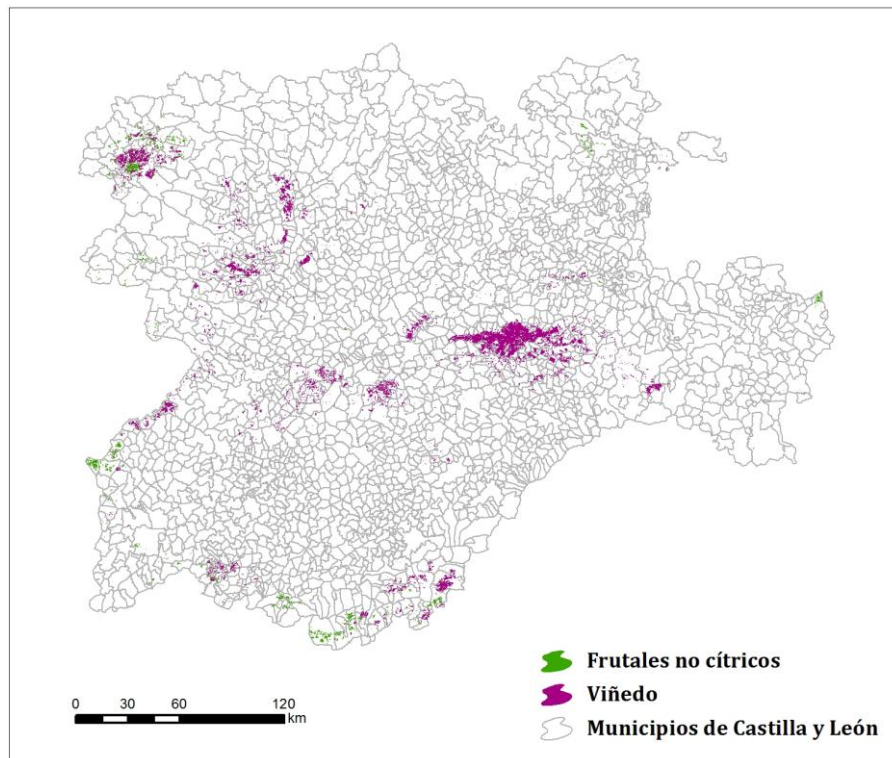 Frutales no cítricos
Viñedo
Municipios de Castilla y León
0 30 60 120
km